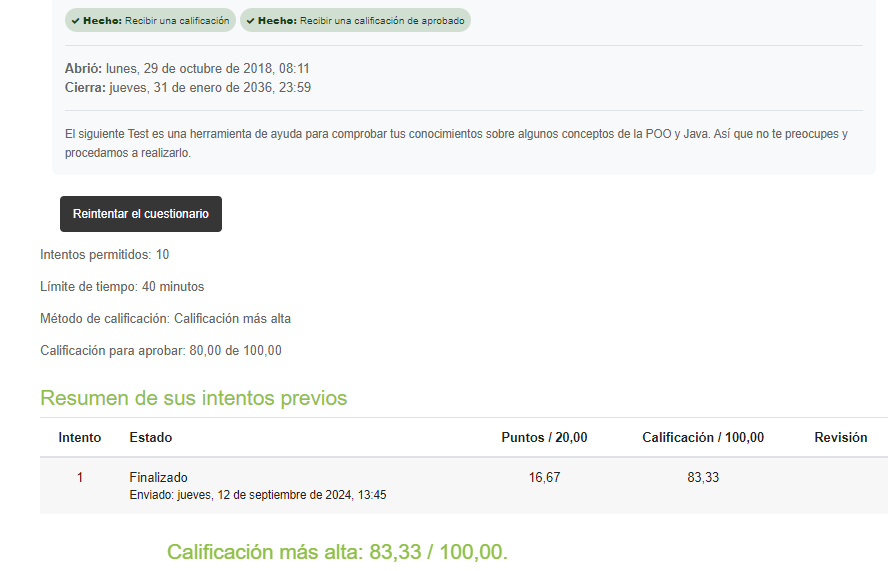 ✓ Hecho: Recibir una calificación ✓ Hecho: Recibir una calificación de aprobado
Abrió: lunes, 29 de octubre de 2018, 08:11
Cierra: jueves, 31 de enero de 2036, 23:59
El siguiente Test es una herramienta de ayuda para comprobar tus conocimientos sobre algunos conceptos de la POO y Java. Así que no te preocupes y
procedamos a realizarlo.
Reintentar el cuestionario
Intentos permitidos: 10
Límite de tiempo: 40 minutos
Método de calificación: Calificación más alta
Calificación para aprobar: 80,00 de 100,00
Resumen de sus intentos previos
Intento Estado Puntos / 20,00 Calificación / 100,00 Revisión
1 Finalizado 16,67 83,33
Enviado: jueves, 12 de septiembre de 2024, 13:45
Calificación más alta: 83,33 / 100,00.